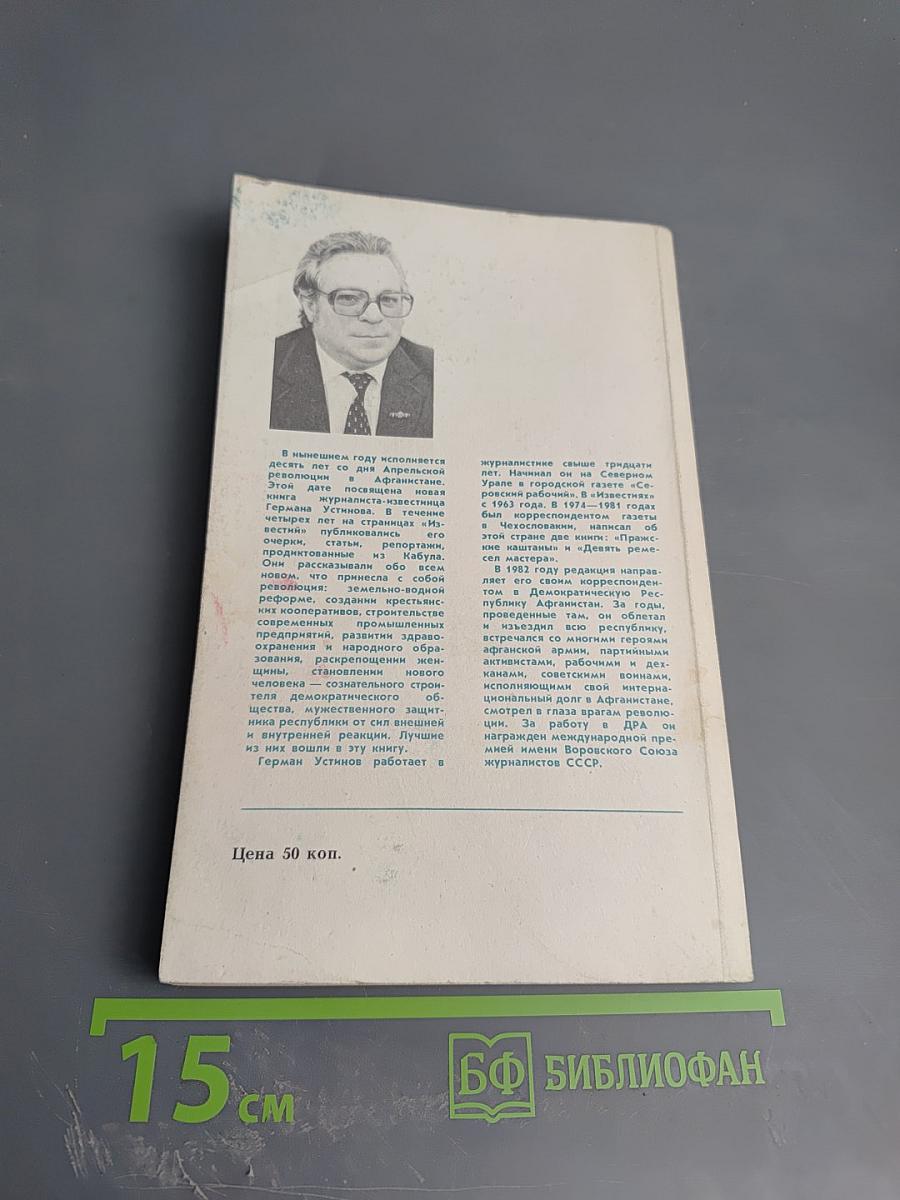 В нынешнем году исполняется
десять лет со дня Апрельской
революции в Афганистане.
Этой дате посвящена новая
книга журналиста-известинца
Германа Устинова. В течение
четырех лет на страницах «Из-
вестий» публиковались его
очерки, статьи, репортажи,
продиктованные из Кабула.
Они рассказывали обо всем
новом, что принесла с собой
революция: земельно-водной
реформе, создании крестьянс-
ких кооперативов, строительстве
современных промышленных
предприятий, развитии здраво-
охранения и народного обра-
зования, раскрепощении жен-
щины, становлении нового
человека — сознательного строи-
теля демократического об-
щества, мужественного защит-
ника республики от сил внешней
и внутренней реакции. Лучшие
из них вошли в эту книгу.
Герман Устинов работает в
журналистике свыше тридцати
лет. Начинал он на Северном
Урале в городской газете «Се-
ровский рабочий». В «Известиях»
с 1963 года. В 1974—1981 годах
был корреспондентом газеты
в Чехословакии, написал об
этой стране две книги: «Пражс-
кие каштаны» и «Девять реме-
сел мастера».
В 1982 году редакция направ-
ляет его своим корреспонден-
том в Демократическую Рес-
публику Афганистан. За годы,
проведенные там, он облетал
и изъездил всю республику,
встречался со многими героями
афганской армии, партийными
активистами, рабочими и дех-
канами, советскими воинами,
исполняющими свой интерна-
циональный долг в Афганистане,
смотрел в глаза врагам револю-
ции. За работу в ДРА он
награжден международной пре-
мией имени Воровского Союза
журналистов СССР.
Цена 50 коп.
15 см
БФ БИБЛИОФАН